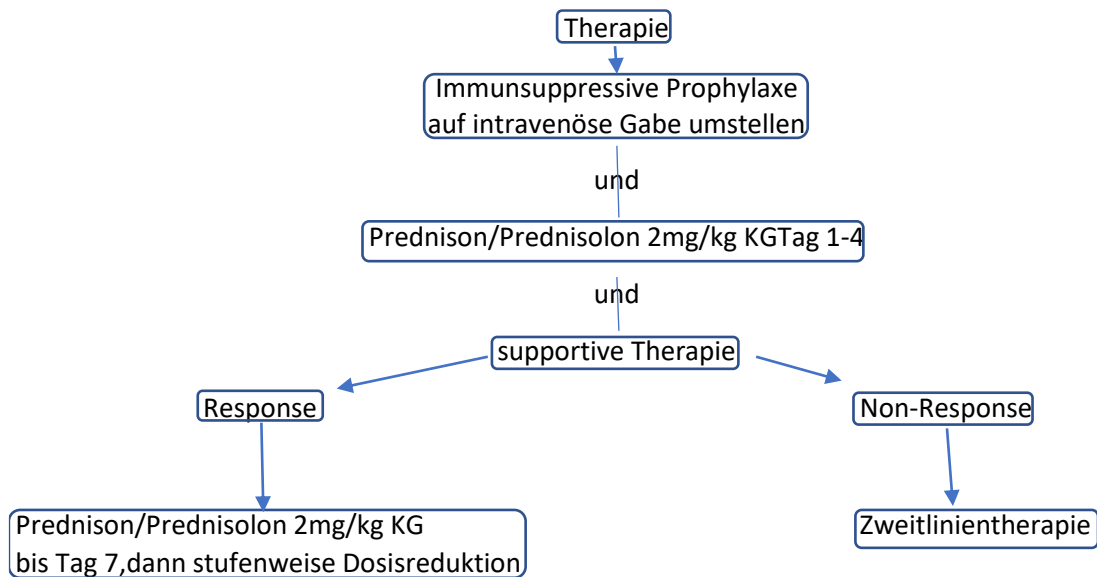 Therapie
Immunsuppressive Prophylaxe
auf intravenöse Gabe umstellen
und
Prednison/Prednisolon 2mg/kg KGTag 1-4
und
supportive Therapie
Response
Non-Response
Prednison/Prednisolon 2mg/kg KG
bis Tag 7,dann stufenweise Dosisreduktion
Zweitlinientherapie